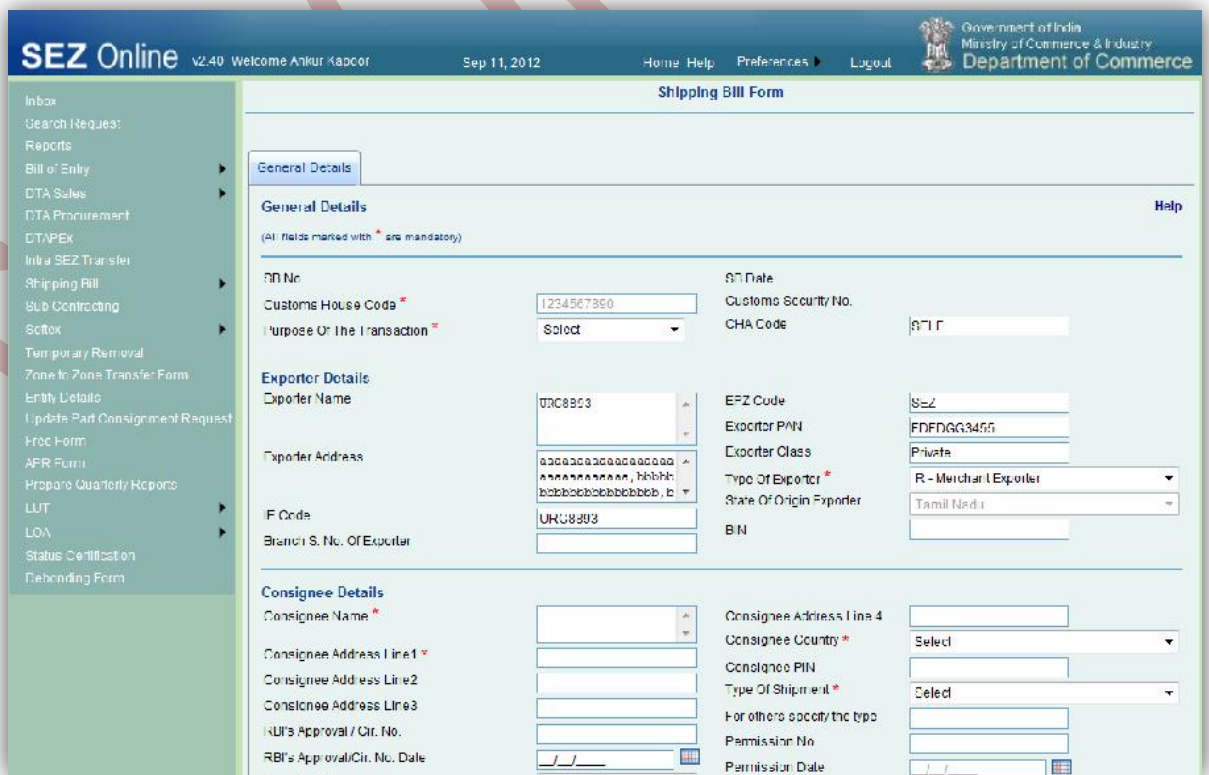 SEZ Online v2.40 Welcome Ankur Kapoor Sep 11, 2012 Home Help Preferences Logout
Government of India
Ministry of Commerce & Industry
Department of Commerce
Inbox
Search Request
Reports
Bill of Entry
DTA Sales
DTA Procurement
DTAPEx
Intra SEZ Transfer
Shipping Bill
Sub Contracting
Softex
Temporary Removal
Zone to Zone Transfer Form
Entity Details
Update Part Consignment Request
Free Form
APR Form
Prepare Quarterly Reports
LUT
LOA
Status Certification
Debonding Form
Shipping Bill Form
General Details
General Details Help
(All fields marked with * are mandatory)
SB No SB Date
Customs House Code * 1234567890 Customs Security No.
Purpose Of The Transaction * Select CHA Code SELF
Exporter Details
Exporter Name URC8893 EPZ Code SEZ
Exporter PAN
Exporter Address Exporter Class Private
Type Of Exporter * R - Merchant Exporter
State Of Origin Exporter Tamil Nadu
IE Code URC8893 BIN
Branch S. No. Of Exporter
Consignee Details
Consignee Name * Consignee Address Line 4
Consignee Country * Select
Consignee Address Line1 * Consignee PIN
Consignee Address Line2 Type Of Shipment * Select
Consignee Address Line3 For others specify the type
RBI's Approval / Cir. No. Permission No
RBI's Approval/Cir. No. Date __/__/____ Permission Date __/__/____